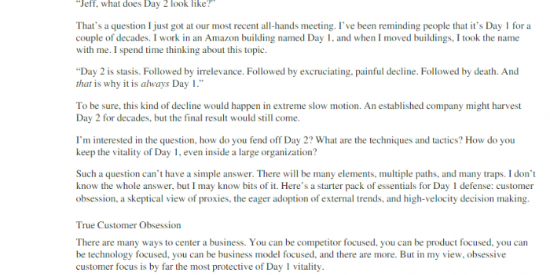 "Jeff, what does Day 2 look like?"
That's a question I just got at our most recent all-hands meeting. I've been reminding people that it's Day 1 for a
couple of decades. I work in an Amazon building named Day 1, and when I moved buildings, I took the name
with me. I spend time thinking about this topic.
"Day 2 is stasis. Followed by irrelevance. Followed by excruciating, painful decline. Followed by death. And
that is why it is always Day 1."
To be sure, this kind of decline would happen in extreme slow motion. An established company might harvest
Day 2 for decades, but the final result would still come.
I'm interested in the question, how do you fend off Day 2? What are the techniques and tactics? How do you
keep the vitality of Day 1, even inside a large organization?
Such a question can't have a simple answer. There will be many elements, multiple paths, and many traps. I don't
know the whole answer, but I may know bits of it. Here's a starter pack of essentials for Day 1 defense: customer
obsession, a skeptical view of proxies, the eager adoption of external trends, and high-velocity decision making.
True Customer Obsession
There are many ways to center a business. You can be competitor focused, you can be product focused, you can
be technology focused, you can be business model focused, and there are more. But in my view, obsessive
customer focus is by far the most protective of Day 1 vitality.